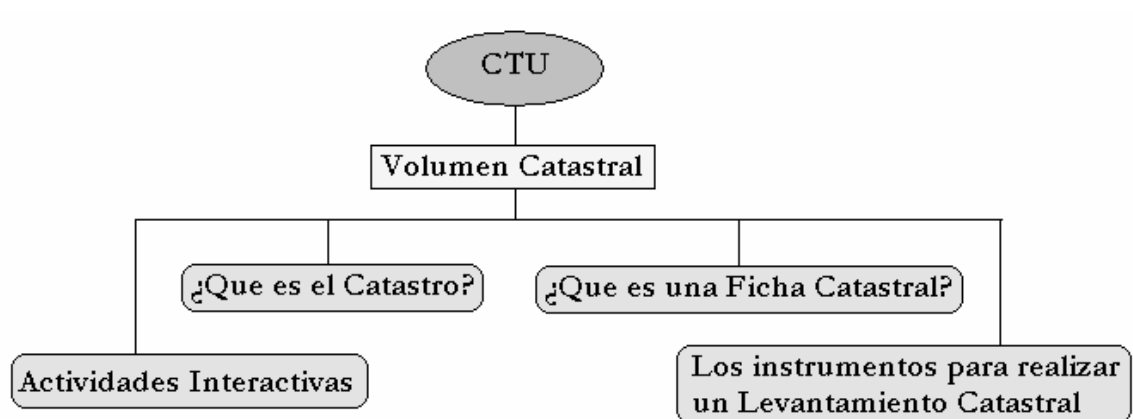 CTU
Volumen Catastral
¿Que es el Catastro?
¿Que es una Ficha Catastral?
Actividades Interactivas
Los instrumentos para realizar
un Levantamiento Catastral